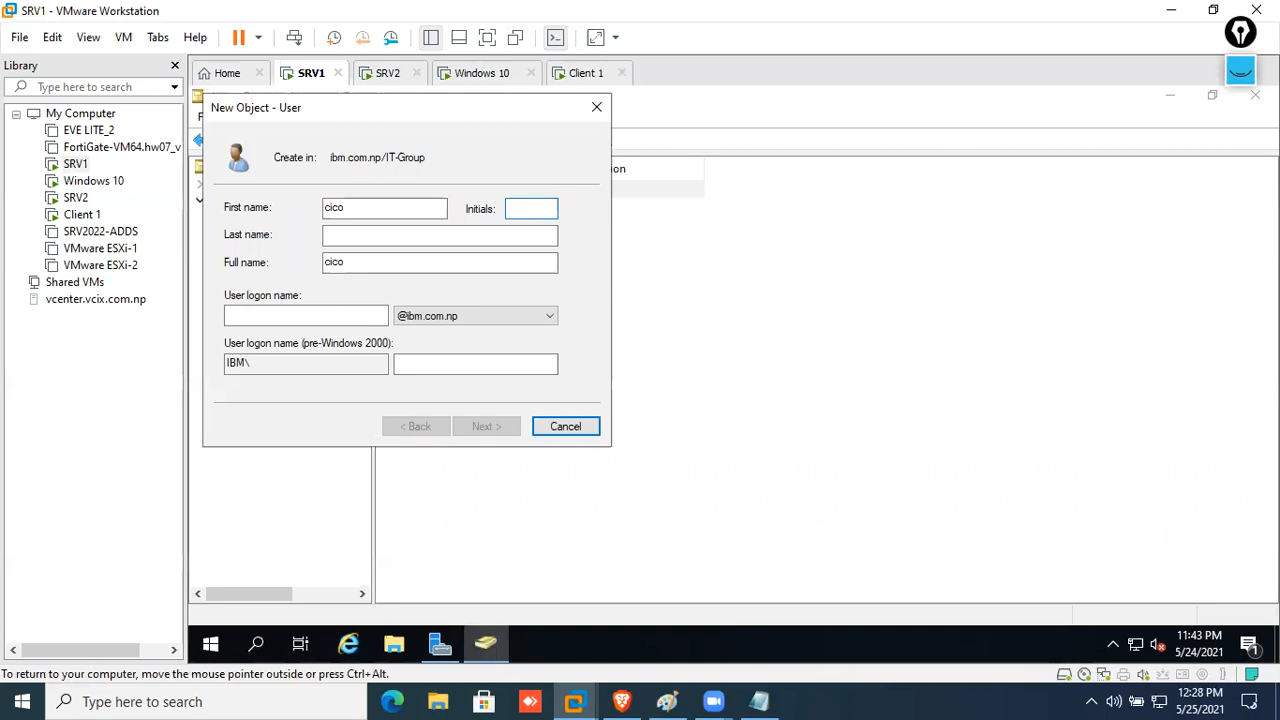 SRV1 - VMware Workstation
File Edit View VM Tabs Help
Library
Type here to search
My Computer
EVE LITE_2
FortiGate-VM64.hw07_v
SRV1
Windows 10
SRV2
Client 1
SRV2022-ADDS
VMware ESXi-1
VMware ESXi-2
Shared VMs
vcenter.vcix.com.np
Home
SRV1
SRV2
Windows 10
Client 1
New Object - User
Create in: ibm.com.np/IT-Group
First name: cico Initials:
Last name:
Full name: cico
User logon name:
@ibm.com.np
User logon name (pre-Windows 2000):
IBM\
< Back Next > Cancel
ion
11:43 PM
5/24/2021
1
To return to your computer, move the mouse pointer outside or press Ctrl+Alt.
Type here to search
12:28 PM
5/25/2021